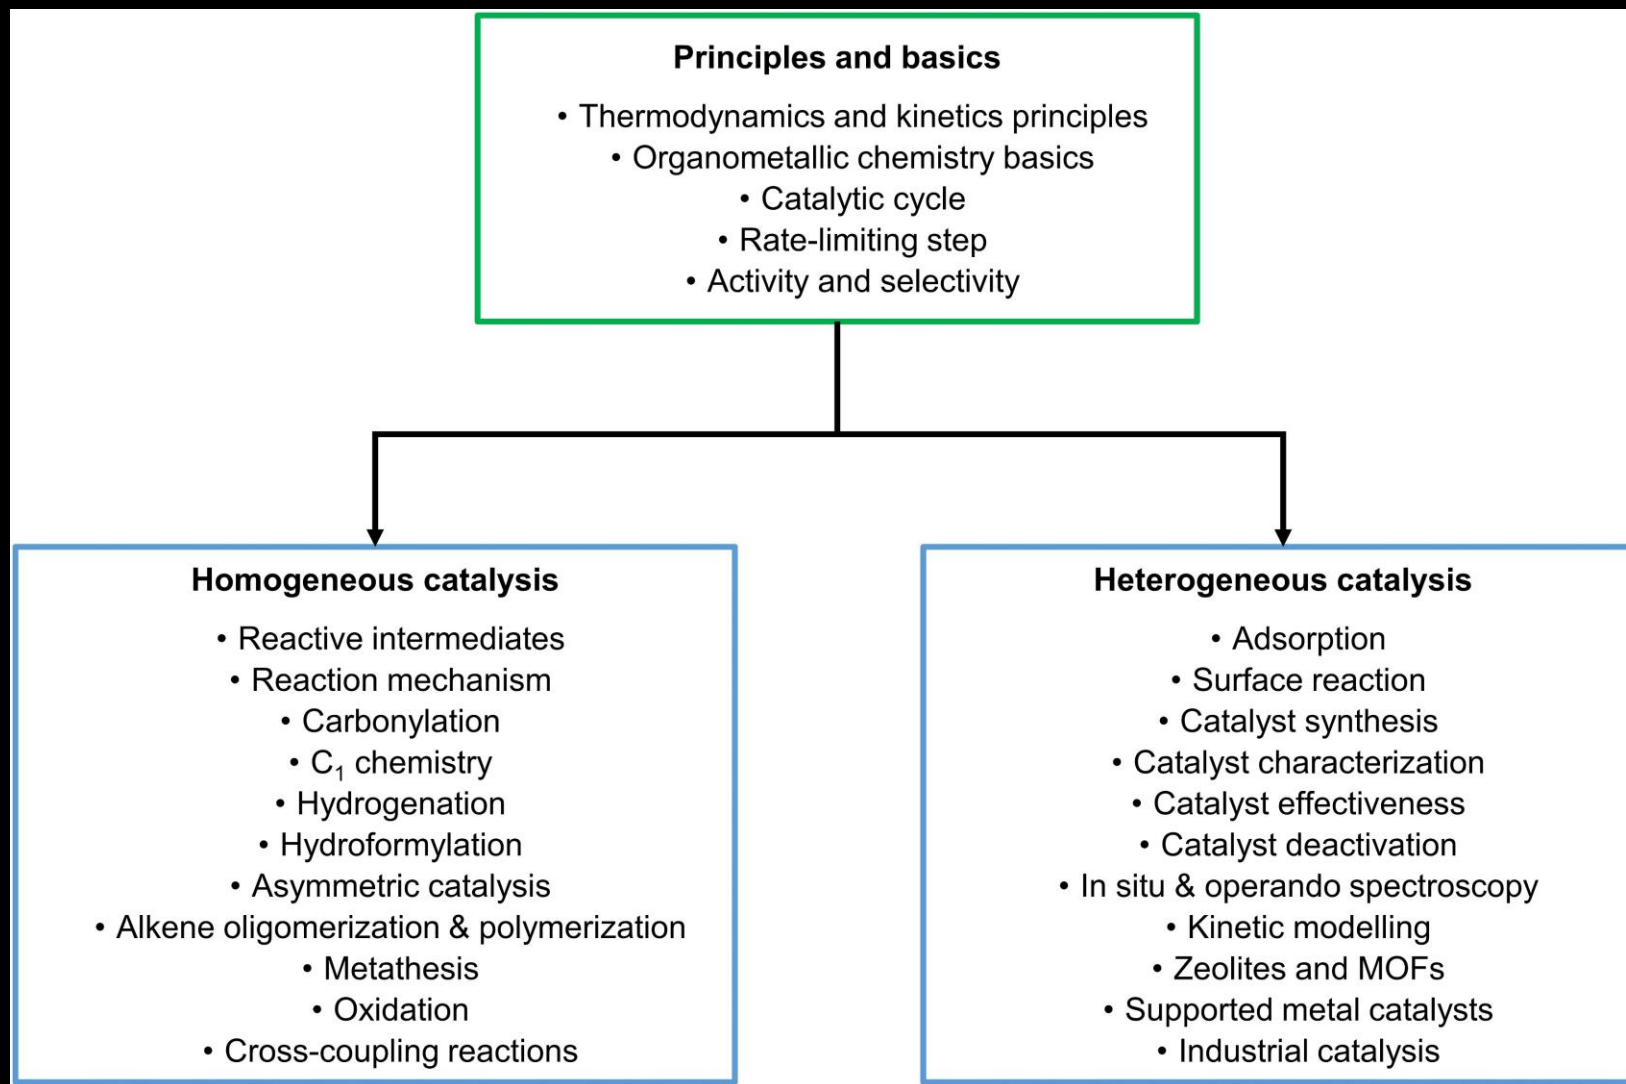 Principles and basics
• Thermodynamics and kinetics principles
• Organometallic chemistry basics
• Catalytic cycle
• Rate-limiting step
• Activity and selectivity
Homogeneous catalysis
• Reactive intermediates
• Reaction mechanism
• Carbonylation
• C₁ chemistry
• Hydrogenation
• Hydroformylation
• Asymmetric catalysis
• Alkene oligomerization & polymerization
• Metathesis
• Oxidation
• Cross-coupling reactions
Heterogeneous catalysis
• Adsorption
• Surface reaction
• Catalyst synthesis
• Catalyst characterization
• Catalyst effectiveness
• Catalyst deactivation
• In situ & operando spectroscopy
• Kinetic modelling
• Zeolites and MOFs
• Supported metal catalysts
• Industrial catalysis